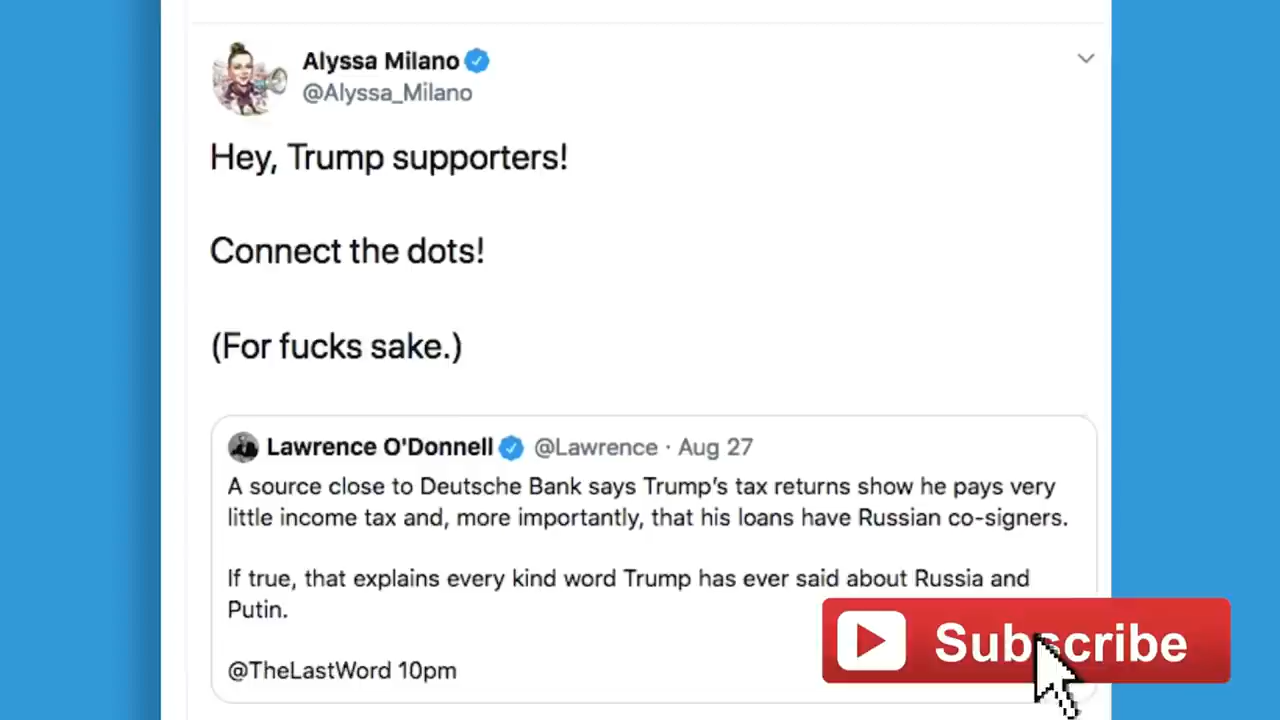 Alyssa Milano
@Alyssa_Milano
Hey, Trump supporters!
Connect the dots!
(For fucks sake.)
Lawrence O'Donnell @Lawrence · Aug 27
A source close to Deutsche Bank says Trump's tax returns show he pays very
little income tax and, more importantly, that his loans have Russian co-signers.
If true, that explains every kind word Trump has ever said about Russia and
Putin.
@TheLastWord 10pm
Subscribe